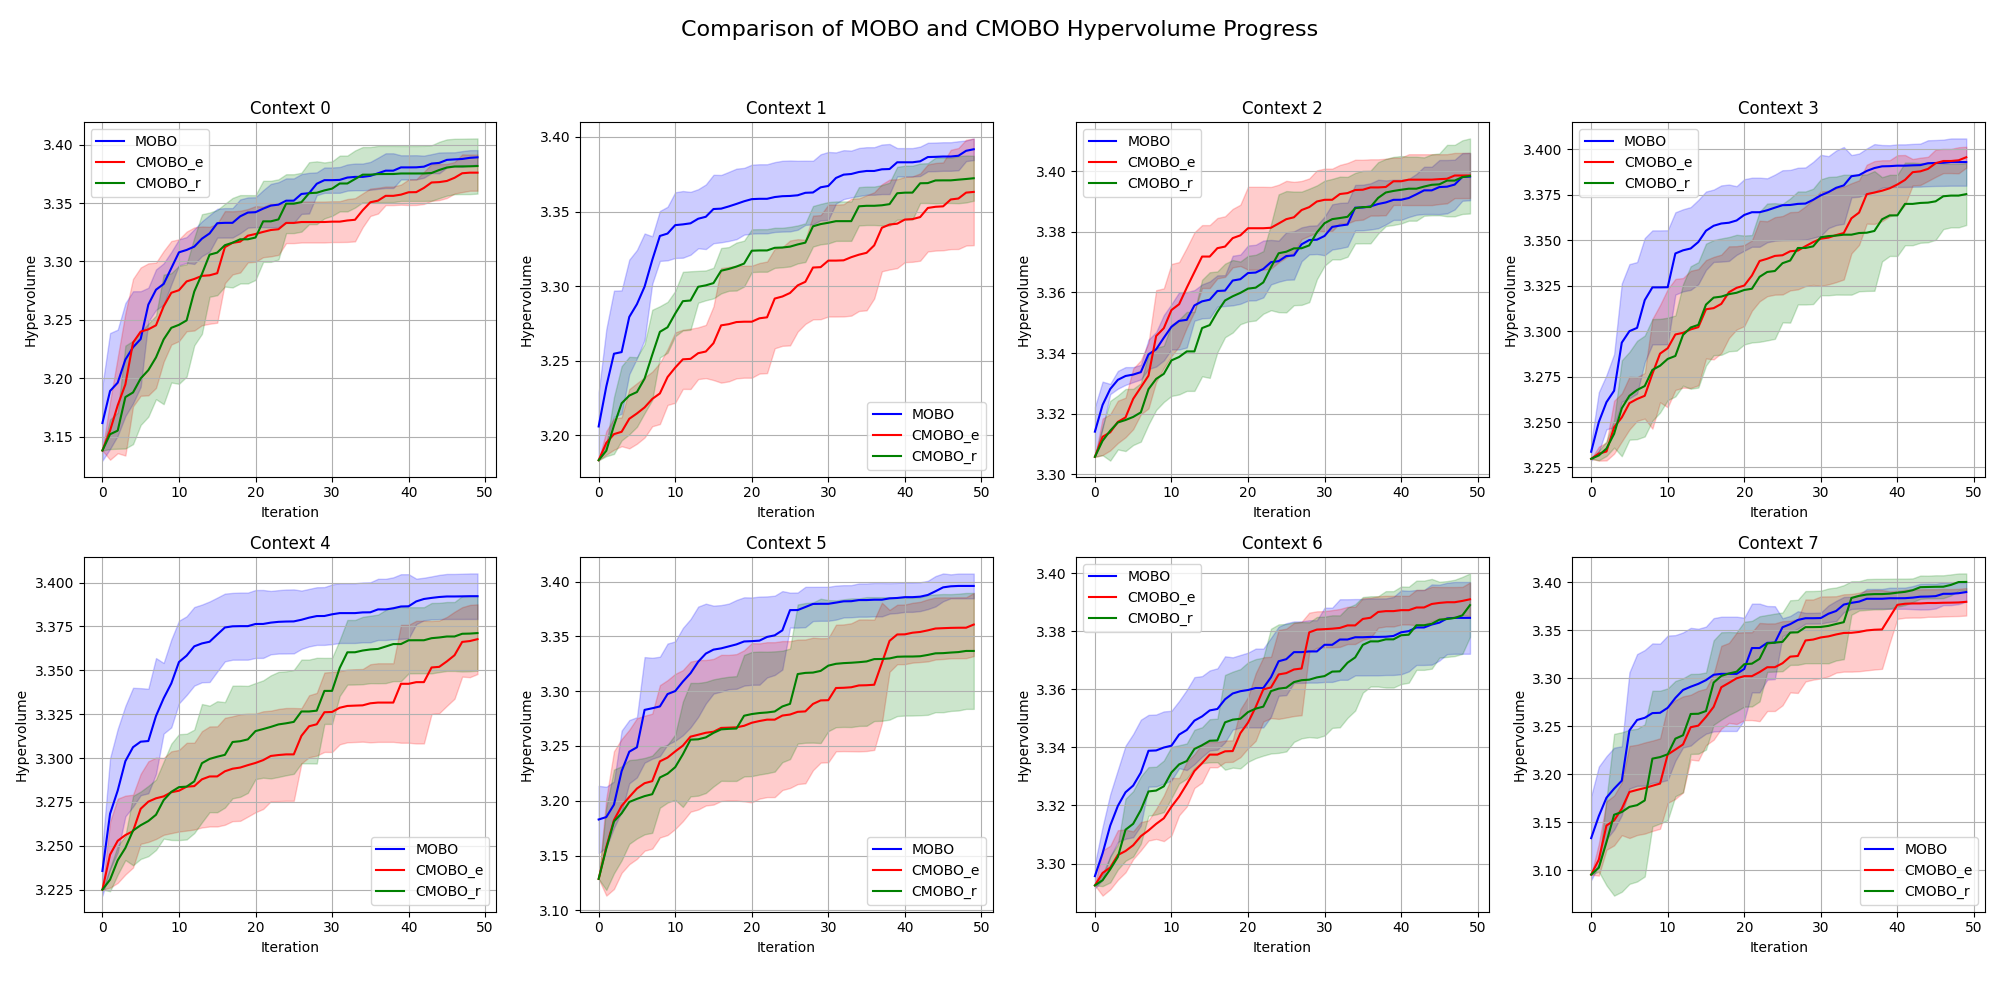 Comparison of MOBO and CMOBO Hypervolume Progress
Context 0
Hypervolume
3.40
3.35
3.30
3.25
3.20
3.15
MOBO
CMOBO_e
CMOBO_r
0 10 20 30 40 50
Iteration
Context 1
Hypervolume
3.40
3.35
3.30
3.25
3.20
MOBO
CMOBO_e
CMOBO_r
0 10 20 30 40 50
Iteration
Context 2
Hypervolume
3.40
3.38
3.36
3.34
3.32
3.30
MOBO
CMOBO_e
CMOBO_r
0 10 20 30 40 50
Iteration
Context 3
Hypervolume
3.400
3.375
3.350
3.325
3.300
3.275
3.250
3.225
MOBO
CMOBO_e
CMOBO_r
0 10 20 30 40 50
Iteration
Context 4
Hypervolume
3.400
3.375
3.350
3.325
3.300
3.275
3.250
3.225
MOBO
CMOBO_e
CMOBO_r
0 10 20 30 40 50
Iteration
Context 5
Hypervolume
3.40
3.35
3.30
3.25
3.20
3.15
3.10
MOBO
CMOBO_e
CMOBO_r
0 10 20 30 40 50
Iteration
Context 6
Hypervolume
3.40
3.38
3.36
3.34
3.32
3.30
MOBO
CMOBO_e
CMOBO_r
0 10 20 30 40 50
Iteration
Context 7
Hypervolume
3.40
3.35
3.30
3.25
3.20
3.15
3.10
MOBO
CMOBO_e
CMOBO_r
0 10 20 30 40 50
Iteration